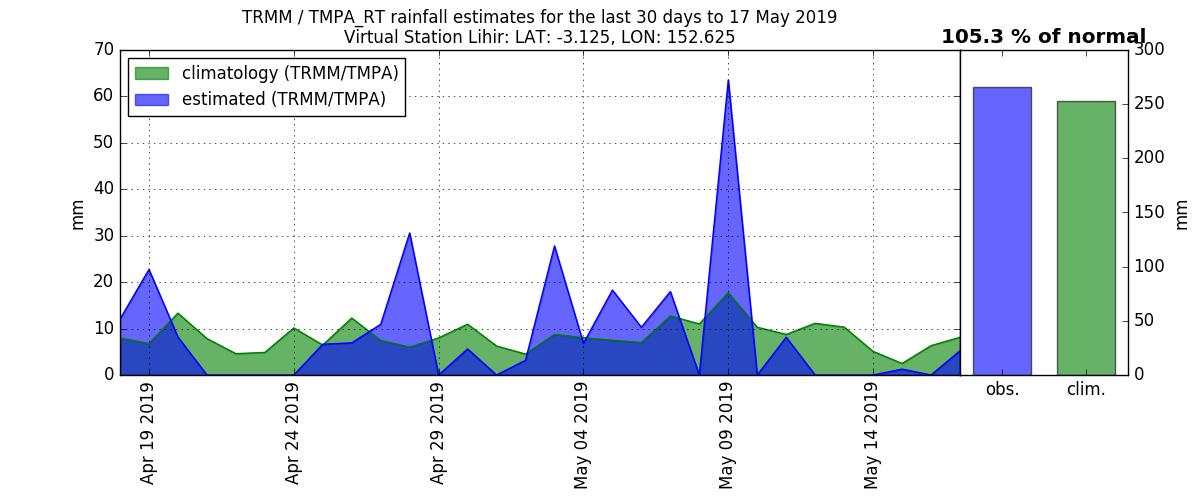 TRMM / TMPA_RT rainfall estimates for the last 30 days to 17 May 2019
Virtual Station Lihir: LAT: -3.125, LON: 152.625
105.3 % of normal
climatology (TRMM/TMPA)
estimated (TRMM/TMPA)
70
60
50
40
30
20
10
0
mm
Apr 19 2019
Apr 24 2019
Apr 29 2019
May 04 2019
May 09 2019
May 14 2019
300
250
200
150
100
50
0
mm
obs.
clim.